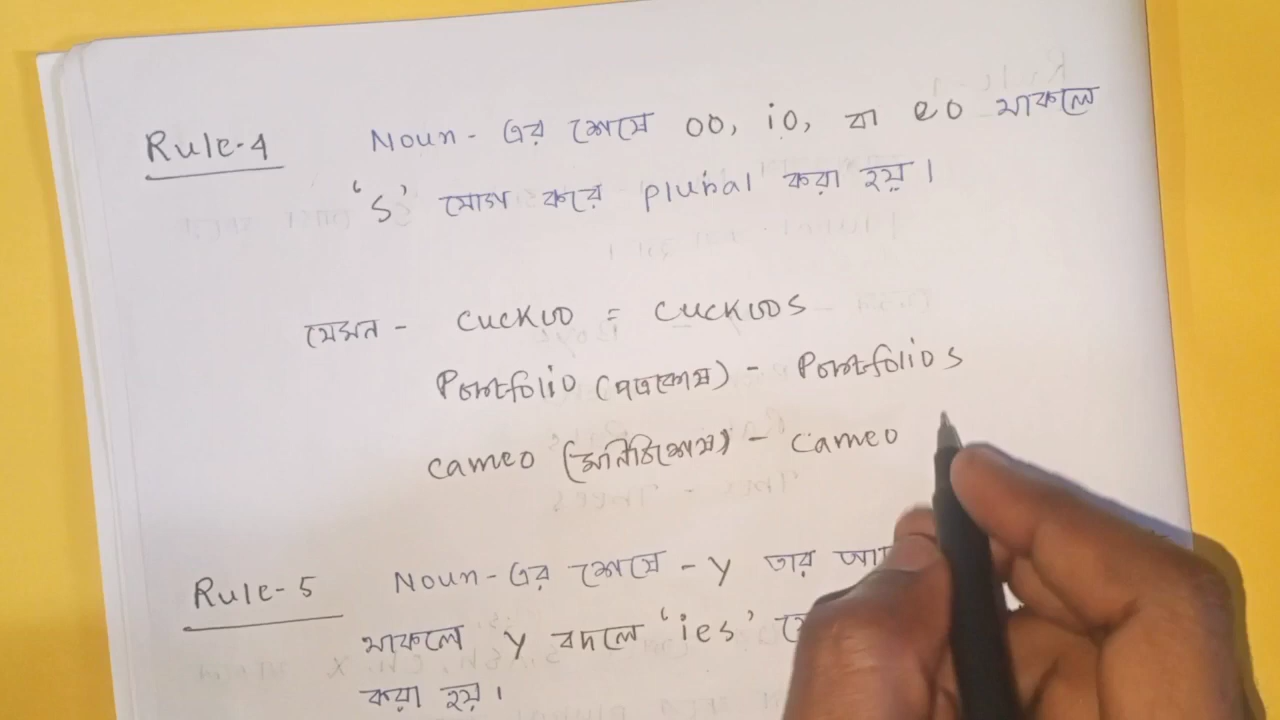 Rule-4 Noun-এর শেষে oo, io, বা eo থাকলে
'S' যোগ করে plural করা হয়।
যেমন - cuckoo = cuckoos
Portfolio (পত্রকোষ) - Portfolios
cameo (মনিবিশেষ) - cameo
Rule-5 Noun-এর শেষে -y তার
থাকলে y বদলে 'ies'
করা হয়।